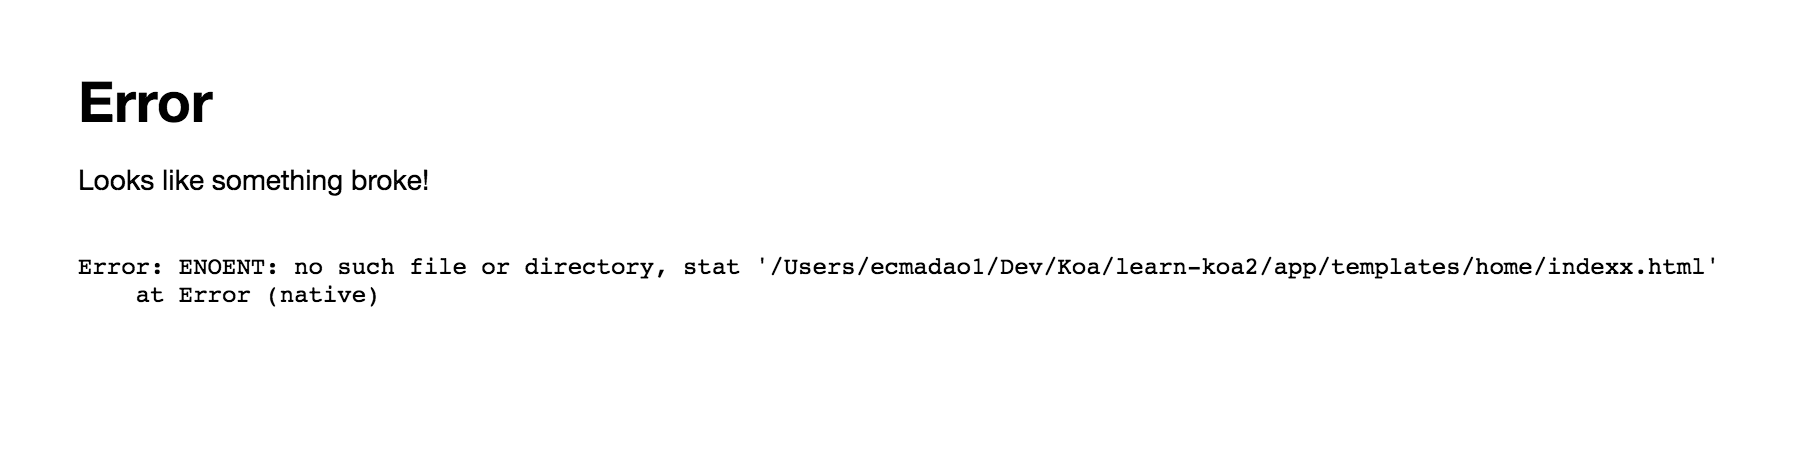 Error
Looks like something broke!
Error: ENOENT: no such file or directory, stat '/Users/ecmadao1/Dev/Koa/learn-koa2/app/templates/home/indexx.html'
    at Error (native)